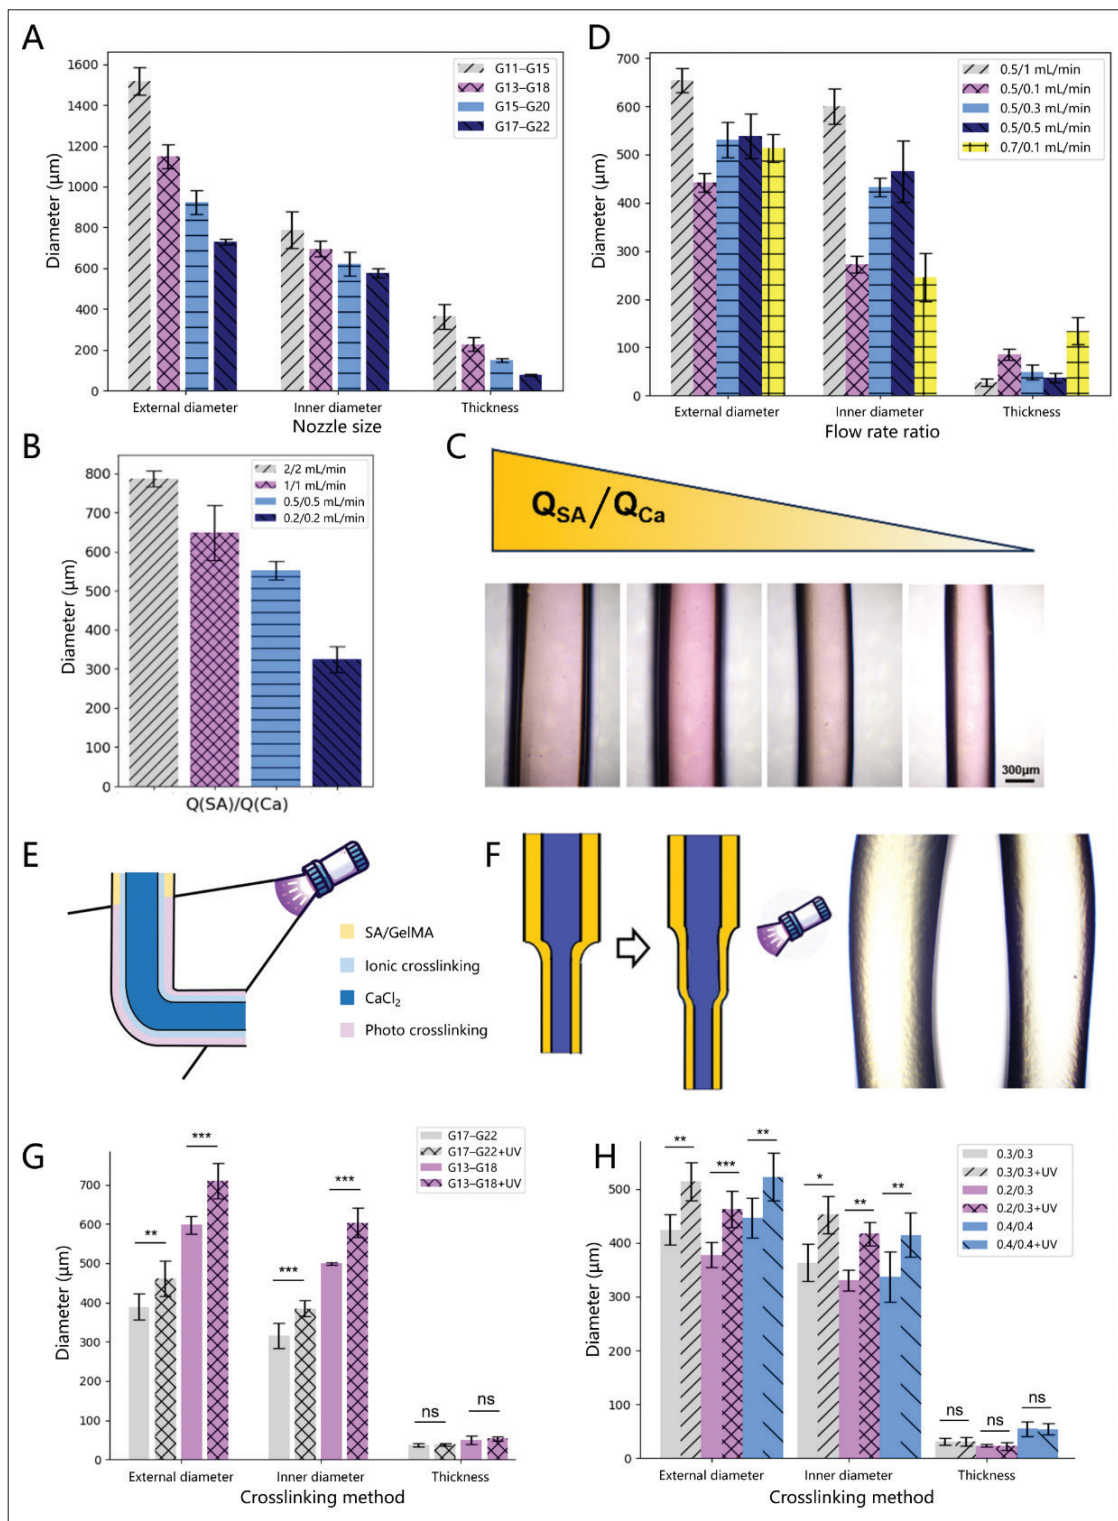 A
1600
1400
1200
1000
800
600
400
200
0
Diameter (μm)
G11–G15
G13–G18
G15–G20
G17–G22
External diameter
Inner diameter
Thickness
Nozzle size
D
700
600
500
400
300
200
100
0
Diameter (μm)
0.5/1 mL/min
0.5/0.1 mL/min
0.5/0.3 mL/min
0.5/0.5 mL/min
0.7/0.1 mL/min
External diameter
Inner diameter
Thickness
Flow rate ratio
B
800
700
600
500
400
300
200
100
0
Diameter (μm)
2/2 mL/min
1/1 mL/min
0.5/0.5 mL/min
0.2/0.2 mL/min
Q(SA)/Q(Ca)
C
QSA/QCa
300μm
E
SA/GelMA
Ionic crosslinking
CaCl2
Photo crosslinking
F
G
700
600
500
400
300
200
100
0
Diameter (μm)
G17–G22
G17–G22+UV
G13–G18
G13–G18+UV
**
***
***
***
ns
ns
External diameter
Inner diameter
Thickness
Crosslinking method
H
500
400
300
200
100
0
Diameter (μm)
0.3/0.3
0.3/0.3+UV
0.2/0.3
0.2/0.3+UV
0.4/0.4
0.4/0.4+UV
**
***
**
*
**
**
ns
ns
ns
External diameter
Inner diameter
Thickness
Crosslinking method